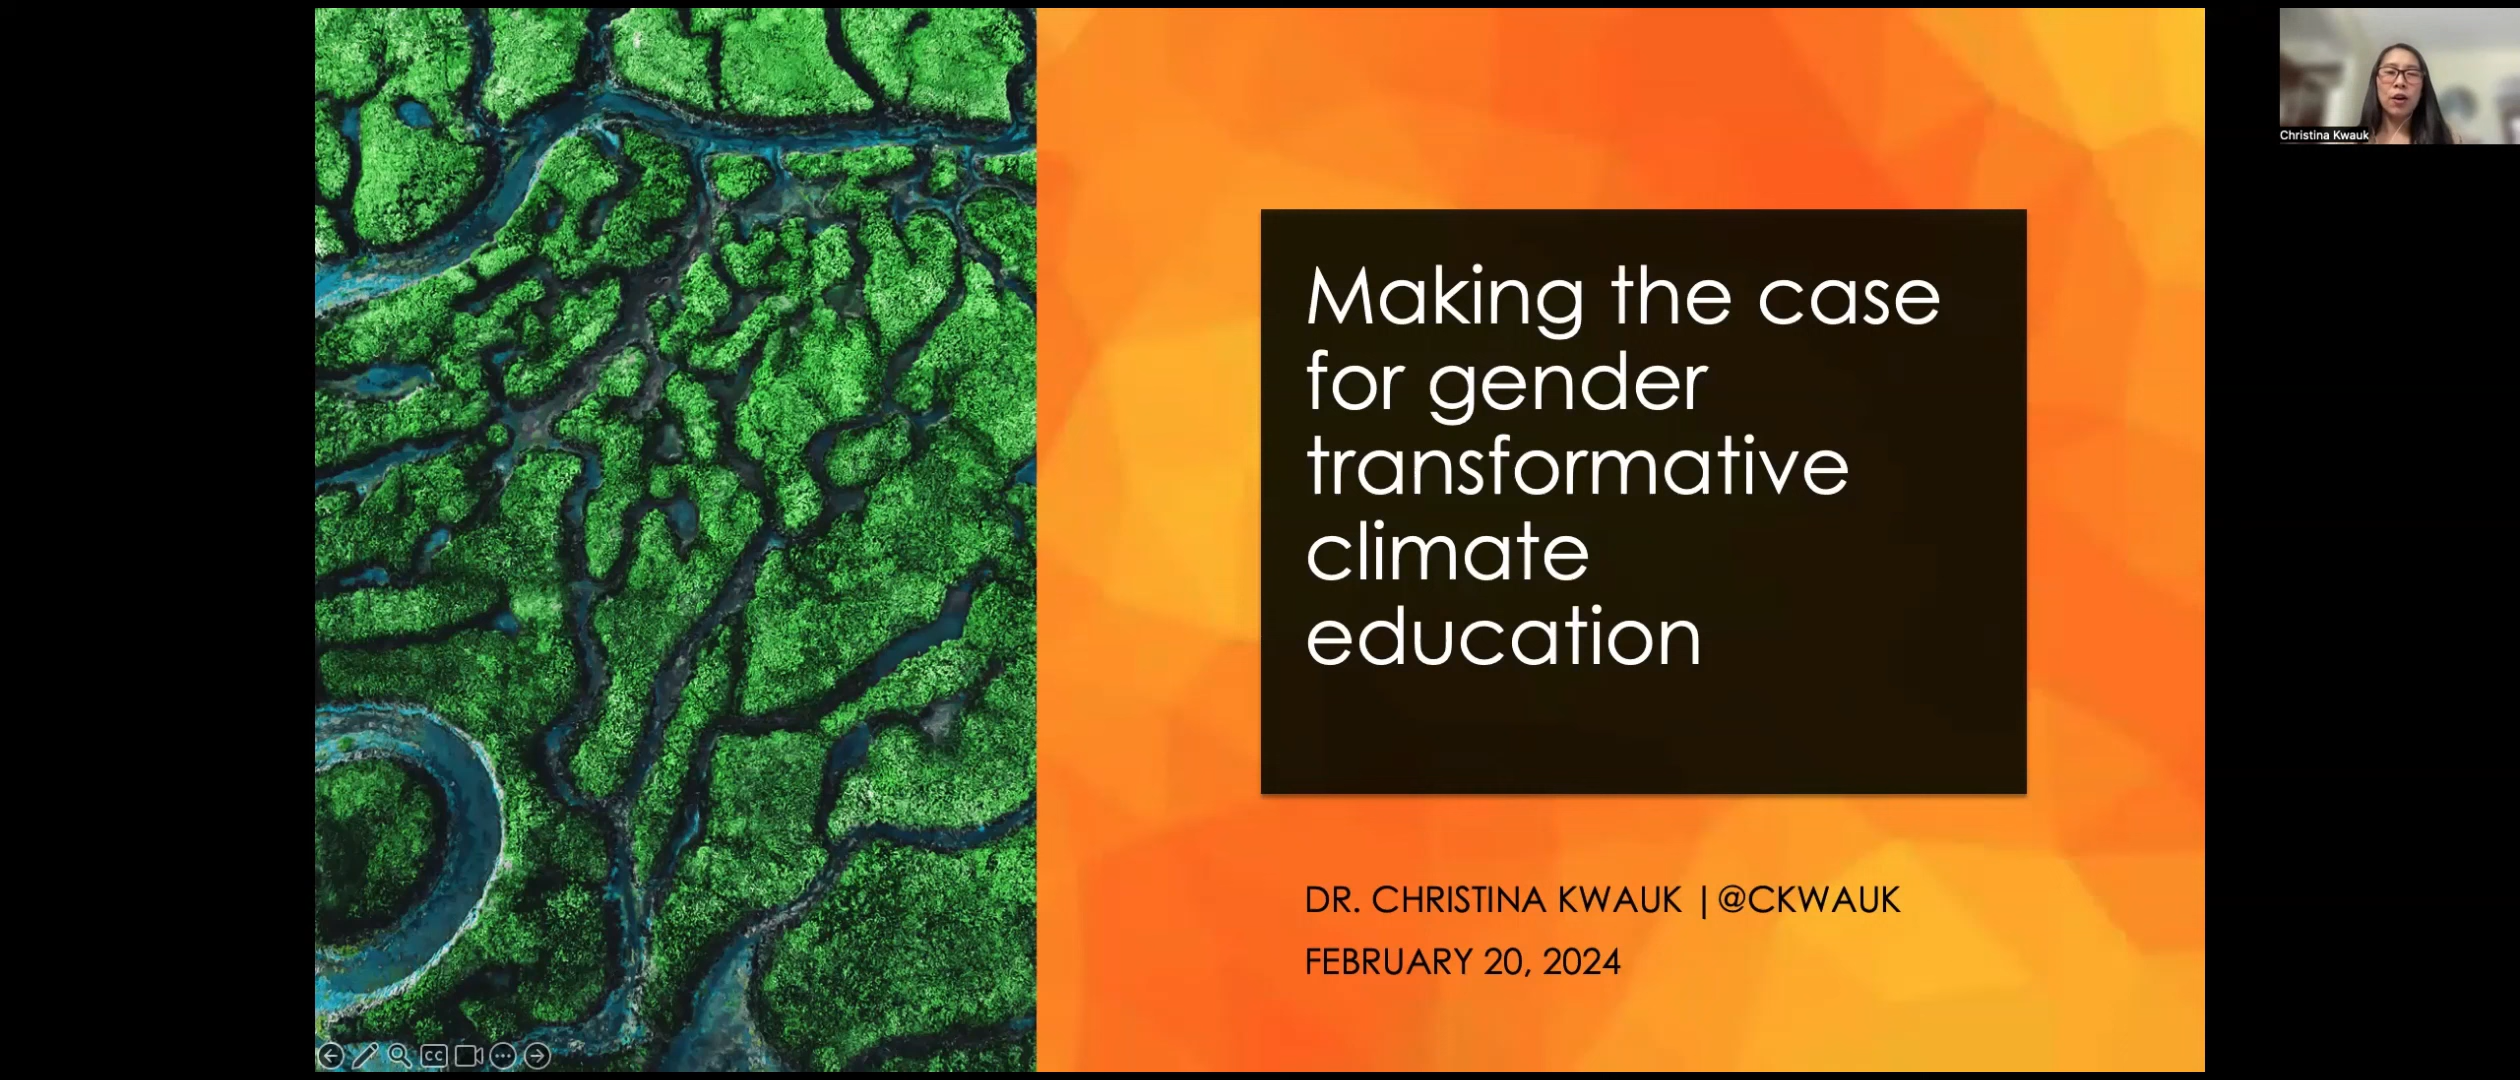 Making the case
for gender
transformative
climate
education
DR. CHRISTINA KWAUK | @CKWAUK
FEBRUARY 20, 2024
Christina Kwauk
CC